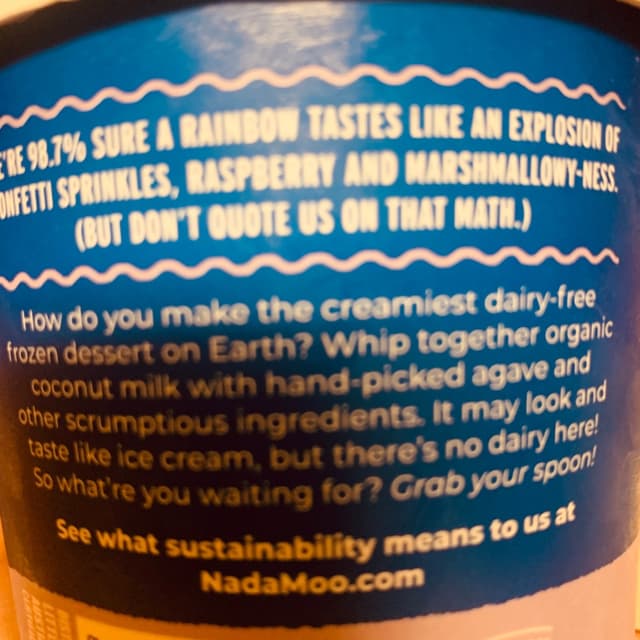 'RE 98.7% SURE A RAINBOW TASTES LIKE AN EXPLOSION OF
ONFETTI SPRINKLES, RASPBERRY AND MARSHMALLOWY-NESS.
(BUT DON'T QUOTE US ON THAT MATH.)
How do you make the creamiest dairy-free
frozen dessert on Earth? Whip together organic
coconut milk with hand-picked agave and
other scrumptious ingredients. It may look and
taste like ice cream, but there's no dairy here!
So what're you waiting for? Grab your spoon!
See what sustainability means to us at
NadaMoo.com